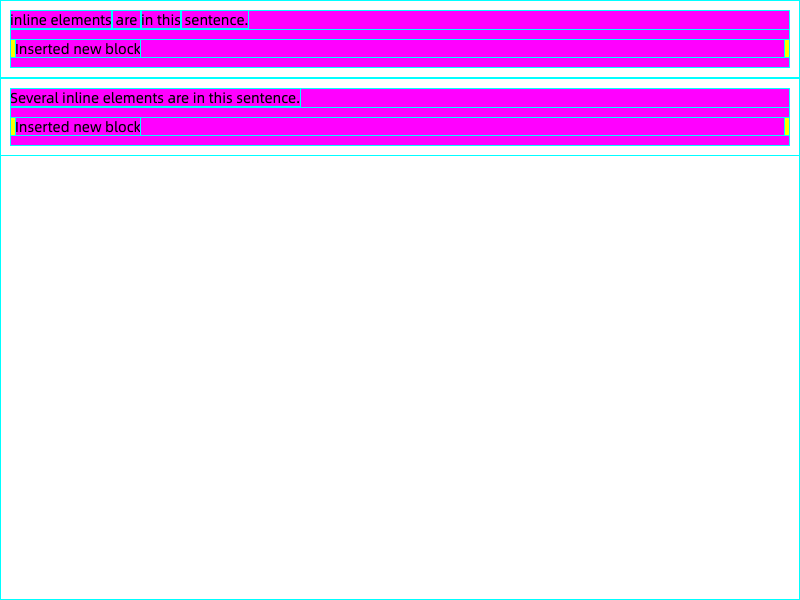 inline elements are in this sentence.
Inserted new block
Several inline elements are in this sentence.
Inserted new block